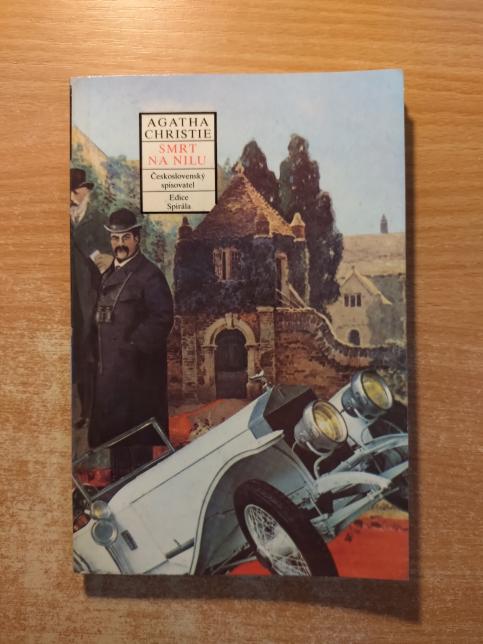 AGATHA
CHRISTIE
SMRT
NA NILU
Československý
spisovatel
Edice
Spirála